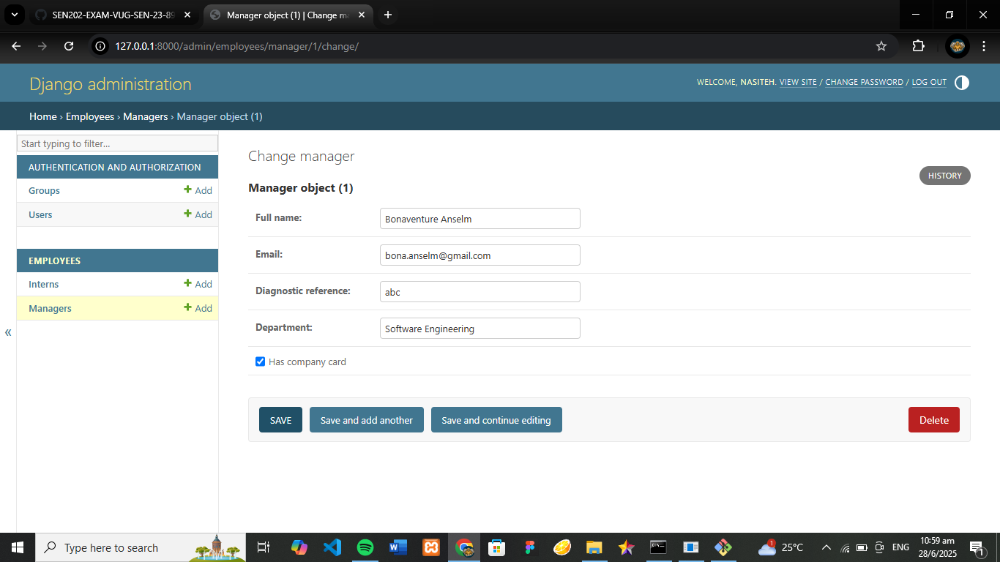 SEN202-EXAM-VUG-SEN-23-89
Manager object (1) | Change m
127.0.0.1:8000/admin/employees/manager/1/change/
Django administration
WELCOME, NASITEH. VIEW SITE / CHANGE PASSWORD / LOG OUT
Home › Employees › Managers › Manager object (1)
Start typing to filter...
AUTHENTICATION AND AUTHORIZATION
Groups + Add
Users + Add
EMPLOYEES
Interns + Add
Managers + Add
«
Change manager
HISTORY
Manager object (1)
Full name: Bonaventure Anselm
Email: bona.anselm@gmail.com
Diagnostic reference: abc
Department: Software Engineering
Has company card
SAVE Save and add another Save and continue editing Delete
Type here to search
1
25°C
ENG
10:59 am
28/6/2025
1